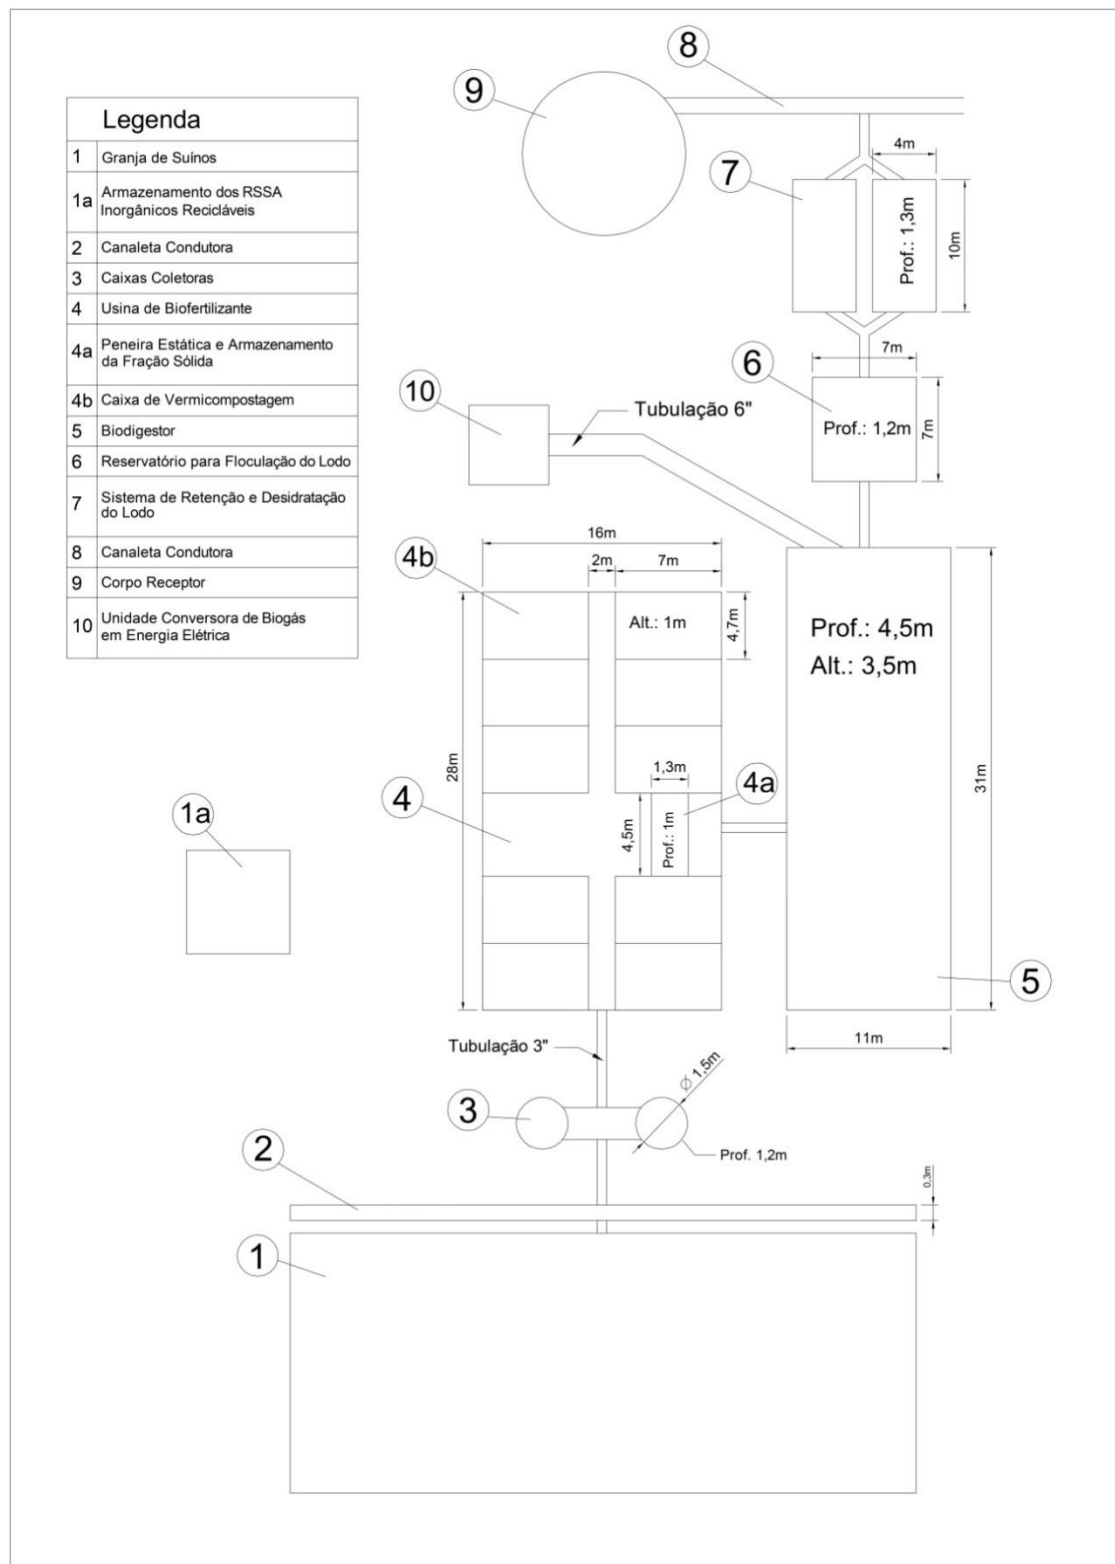 Legenda
1 Granja de Suínos
1a Armazenamento dos RSSA
Inorgânicos Recicláveis
2 Canaleta Condutora
3 Caixas Coletoras
4 Usina de Biofertilizante
4a Peneira Estática e Armazenamento
da Fração Sólida
4b Caixa de Vermicompostagem
5 Biodigestor
6 Reservatório para Floculação do Lodo
7 Sistema de Retenção e Desidratação
do Lodo
8 Canaleta Condutora
9 Corpo Receptor
10 Unidade Conversora de Biogás
em Energia Elétrica
8
9
4m
7
Prof.: 1,3m
10m
7m
6
Prof.: 1,2m
7m
10
Tubulação 6"
16m
4b
2m
7m
Alt.: 1m
4,7m
Prof.: 4,5m
Alt.: 3,5m
28m
1,3m
4a
4
4,5m
Prof.: 1m
31m
1a
5
11m
Tubulação 3"
3
Ø 1,5m
Prof. 1,2m
2
0,3m
1